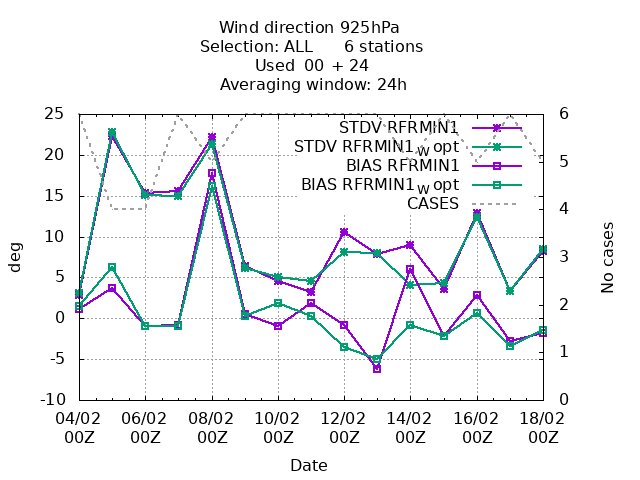 Wind direction 925hPa
Selection: ALL      6 stations
Used  00 + 24
Averaging window: 24h
STDV RFRMIN1
STDV RFRMIN1_w opt
BIAS RFRMIN1
BIAS RFRMIN1_w opt
CASES
deg
25
20
15
10
5
0
-5
-10
No cases
6
5
4
3
2
1
0
04/02 06/02 08/02 10/02 12/02 14/02 16/02 18/02
00Z 00Z 00Z 00Z 00Z 00Z 00Z 00Z
Date